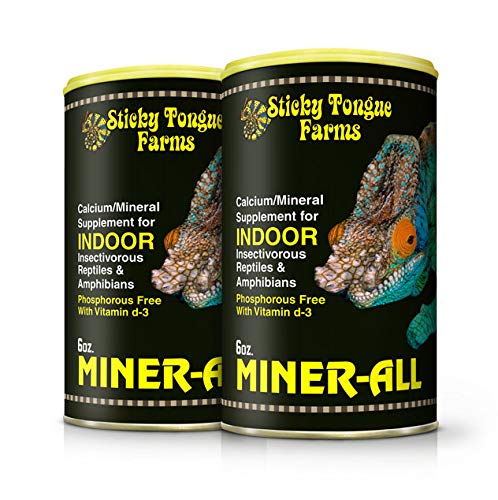 Sticky Tongue
Farms
Calcium/Mineral
Supplement for
INDOOR
Insectivorous
Reptiles &
Amphibians
Phosphorous Free
With Vitamin d-3
6oz.
MINER-A
Sticky Tongue
Farms
Calcium/Mineral
Supplement for
INDOOR
Insectivorous
Reptiles &
Amphibians
Phosphorous Free
With Vitamin d-3
6oz.
MINER-ALL